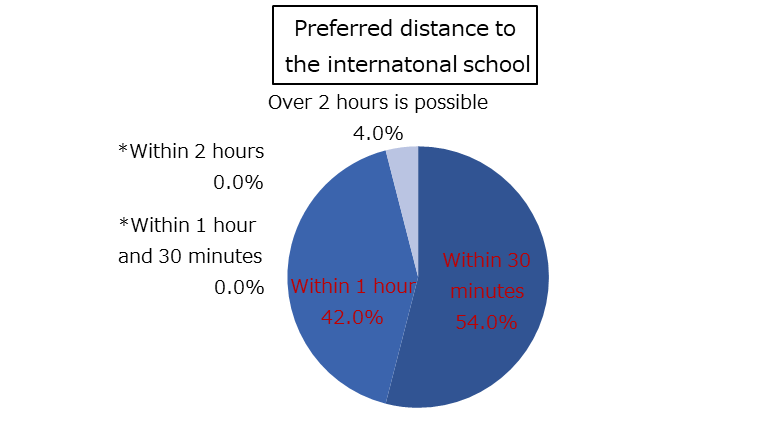 Preferred distance to
the internatonal school
Over 2 hours is possible
4.0%
*Within 2 hours
0.0%
*Within 1 hour
and 30 minutes
0.0%
Within 1 hour
42.0%
Within 30
minutes
54.0%